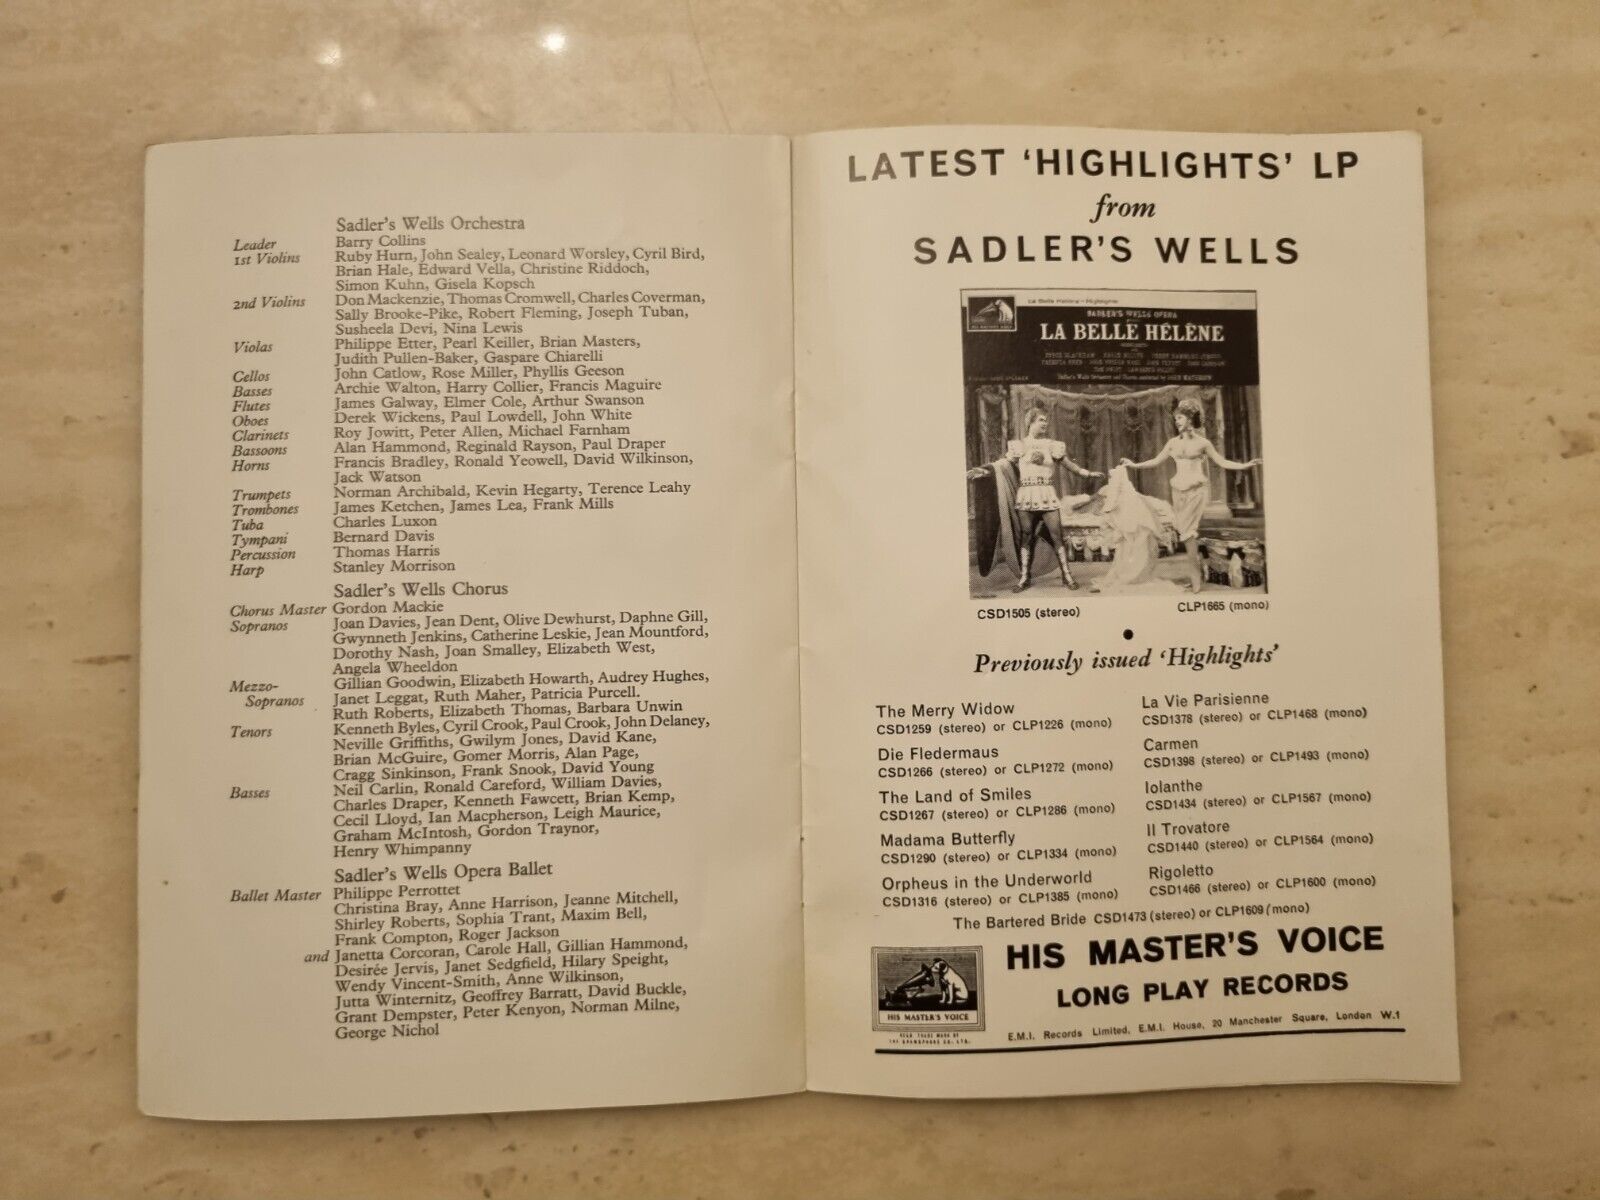 Sadler's Wells Orchestra
Leader Barry Collins
1st Violins Ruby Hurn, John Sealey, Leonard Worsley, Cyril Bird,
Brian Hale, Edward Vella, Christine Riddoch,
Simon Kuhn, Gisela Kopsch
2nd Violins Don Mackenzie, Thomas Cromwell, Charles Coverman,
Sally Brooke-Pike, Robert Fleming, Joseph Tuban,
Susheela Devi, Nina Lewis
Violas Philippe Etter, Pearl Keiller, Brian Masters,
Judith Pullen-Baker, Gaspare Chiarelli
Cellos John Catlow, Rose Miller, Phyllis Geeson
Basses Archie Walton, Harry Collier, Francis Maguire
Flutes James Galway, Elmer Cole, Arthur Swanson
Oboes Derek Wickens, Paul Lowdell, John White
Clarinets Roy Jowitt, Peter Allen, Michael Farnham
Bassoons Alan Hammond, Reginald Rayson, Paul Draper
Horns Francis Bradley, Ronald Yeowell, David Wilkinson,
Jack Watson
Trumpets Norman Archibald, Kevin Hegarty, Terence Leahy
Trombones James Ketchen, James Lea, Frank Mills
Tuba Charles Luxon
Tympani Bernard Davis
Percussion Thomas Harris
Harp Stanley Morrison
Sadler's Wells Chorus
Chorus Master Gordon Mackie
Sopranos Joan Davies, Jean Dent, Olive Dewhurst, Daphne Gill,
Gwynneth Jenkins, Catherine Leskie, Jean Mountford,
Dorothy Nash, Joan Smalley, Elizabeth West,
Angela Wheeldon
Mezzo- Gillian Goodwin, Elizabeth Howarth, Audrey Hughes,
Sopranos Janet Leggat, Ruth Maher, Patricia Purcell.
Ruth Roberts, Elizabeth Thomas, Barbara Unwin
Tenors Kenneth Byles, Cyril Crook, Paul Crook, John Delaney,
Neville Griffiths, Gwilym Jones, David Kane,
Brian McGuire, Gomer Morris, Alan Page,
Cragg Sinkinson, Frank Snook, David Young
Basses Neil Carlin, Ronald Careford, William Davies,
Charles Draper, Kenneth Fawcett, Brian Kemp,
Cecil Lloyd, Ian Macpherson, Leigh Maurice,
Graham McIntosh, Gordon Traynor,
Henry Whimpanny
Sadler's Wells Opera Ballet
Ballet Master Philippe Perrottet
Christina Bray, Anne Harrison, Jeanne Mitchell,
Shirley Roberts, Sophia Trant, Maxim Bell,
Frank Compton, Roger Jackson
and Janetta Corcoran, Carole Hall, Gillian Hammond,
Desirée Jervis, Janet Sedgfield, Hilary Speight,
Wendy Vincent-Smith, Anne Wilkinson,
Jutta Winternitz, Geoffrey Barratt, David Buckle,
Grant Dempster, Peter Kenyon, Norman Milne,
George Nichol
LATEST 'HIGHLIGHTS' LP
from
SADLER'S WELLS
La Belle Hélène—Highlights
HIS MASTER'S VOICE
SADLER'S WELLS OPERA
LA BELLE HÉLÈNE
CSD1505 (stereo) CLP1665 (mono)
Previously issued 'Highlights'
The Merry Widow
CSD1259 (stereo) or CLP1226 (mono)
Die Fledermaus
CSD1266 (stereo) or CLP1272 (mono)
The Land of Smiles
CSD1267 (stereo) or CLP1286 (mono)
Madama Butterfly
CSD1290 (stereo) or CLP1334 (mono)
Orpheus in the Underworld
CSD1316 (stereo) or CLP1385 (mono)
La Vie Parisienne
CSD1378 (stereo) or CLP1468 (mono)
Carmen
CSD1398 (stereo) or CLP1493 (mono)
Iolanthe
CSD1434 (stereo) or CLP1567 (mono)
Il Trovatore
CSD1440 (stereo) or CLP1564 (mono)
Rigoletto
CSD1466 (stereo) or CLP1600 (mono)
The Bartered Bride CSD1473 (stereo) or CLP1609 (mono)
HIS MASTER'S VOICE
REGD. TRADE MARK OF
THE GRAMOPHONE CO. LTD.
HIS MASTER'S VOICE
LONG PLAY RECORDS
E.M.I. Records Limited, E.M.I. House, 20 Manchester Square, London W.1